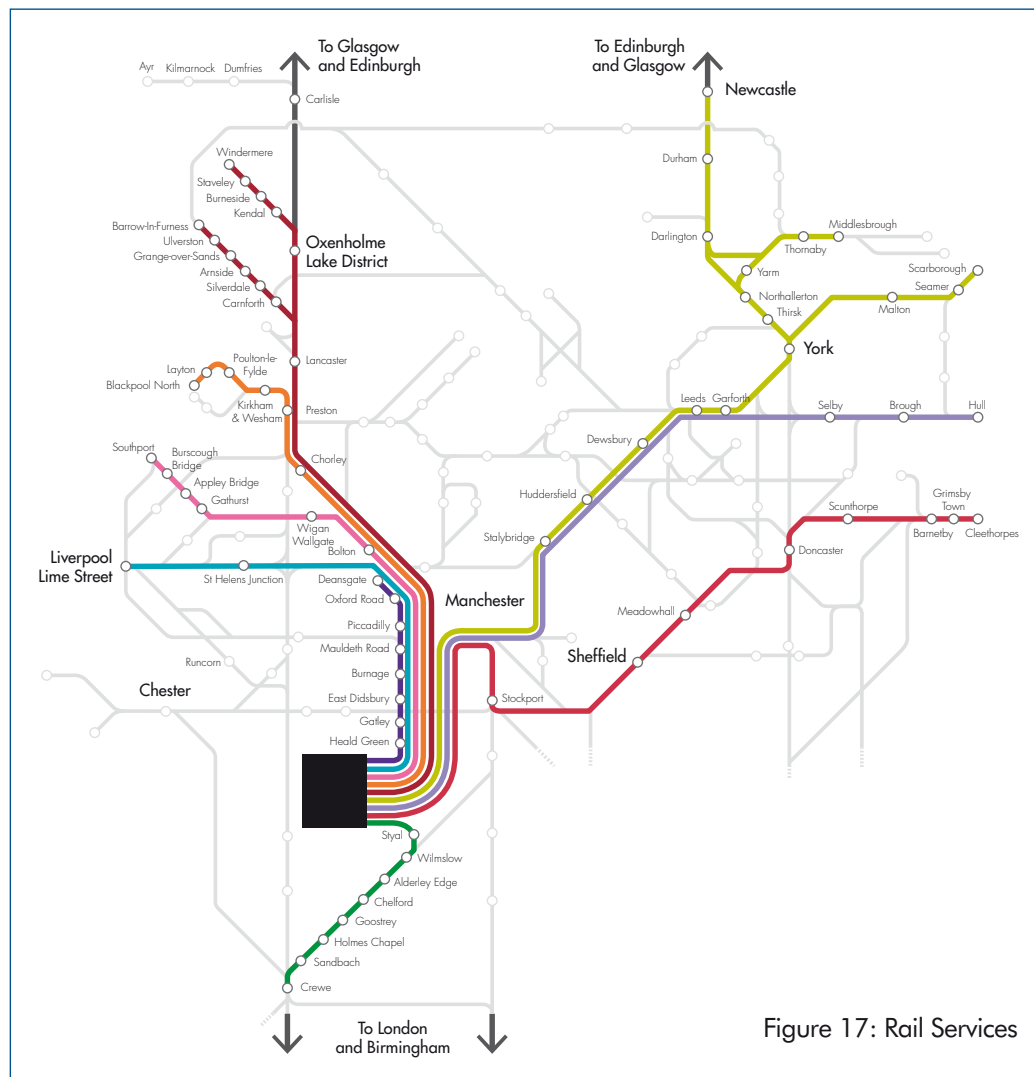 To Glasgow
and Edinburgh
To Edinburgh
and Glasgow
Ayr
Kilmarnock
Dumfries
Carlisle
Newcastle
Windermere
Staveley
Burneside
Kendal
Durham
Barrow-In-Furness
Ulverston
Grange-over-Sands
Arnside
Silverdale
Carnforth
Oxenholme
Lake District
Darlington
Middlesbrough
Thornaby
Yarm
Scarborough
Seamer
Northallerton
Thirsk
Malton
York
Lancaster
Layton
Poulton-le-
Fylde
Blackpool North
Kirkham
& Wesham
Preston
Leeds
Garforth
Selby
Brough
Hull
Dewsbury
Southport
Burscough
Bridge
Appley Bridge
Gathurst
Chorley
Huddersfield
Wigan
Wallgate
Bolton
Stalybridge
Scunthorpe
Grimsby
Town
Barnetby
Cleethorpes
Doncaster
Liverpool
Lime Street
St Helens Junction
Deansgate
Oxford Road
Manchester
Piccadilly
Mauldeth Road
Burnage
East Didsbury
Gatley
Heald Green
Meadowhall
Sheffield
Stockport
Runcorn
Chester
Styal
Wilmslow
Alderley Edge
Chelford
Goostrey
Holmes Chapel
Sandbach
Crewe
To London
and Birmingham
Figure 17: Rail Services